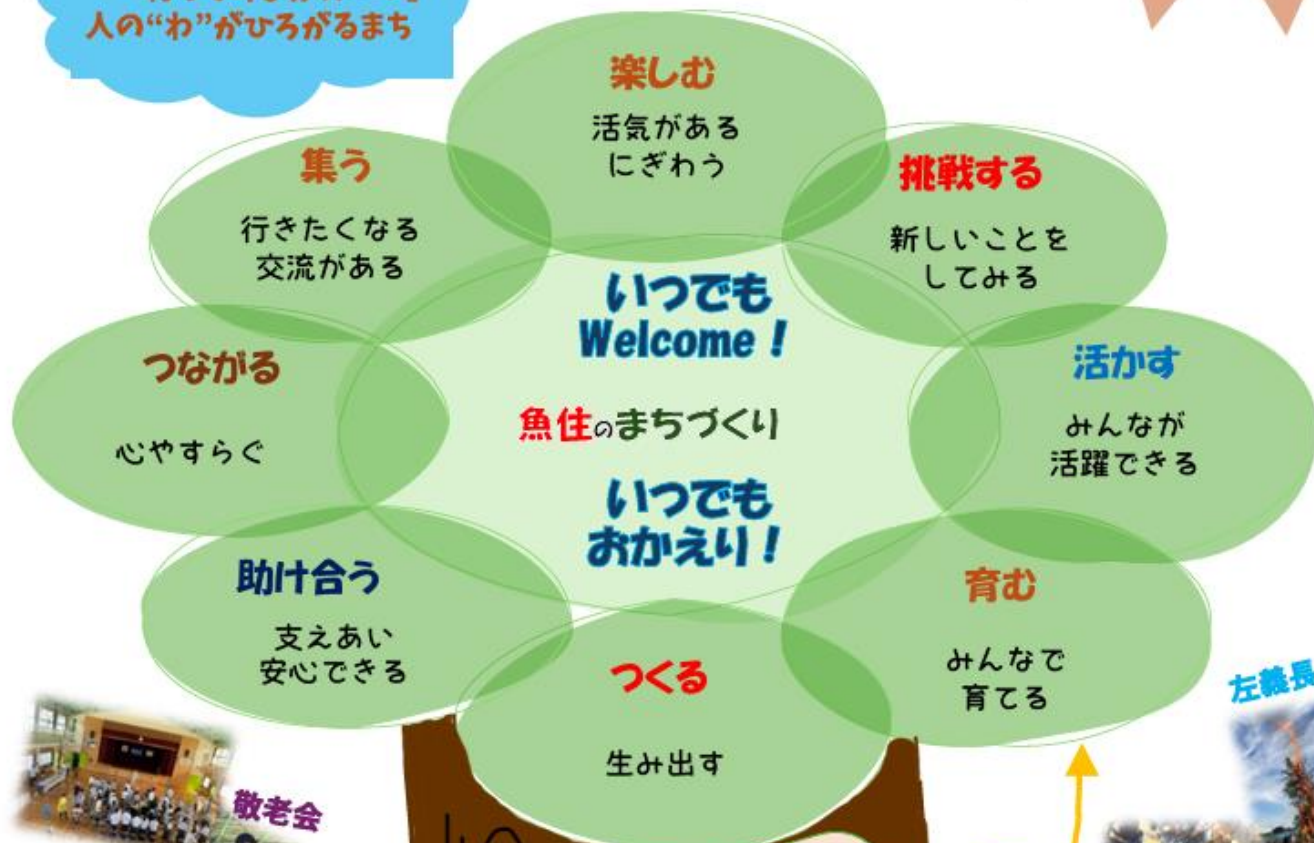 人の“わ”がひろがるまち
楽しむ
活気がある
にぎわう
集う
行きたくなる
交流がある
挑戦する
新しいことを
してみる
いつでも
Welcome!
魚住のまちづくり
いつでも
おかえり!
つながる
心やすらぐ
活かす
みんなが
活躍できる
助け合う
支えあい
安心できる
育む
みんなで
育てる
つくる
生み出す
左義長
敬老会